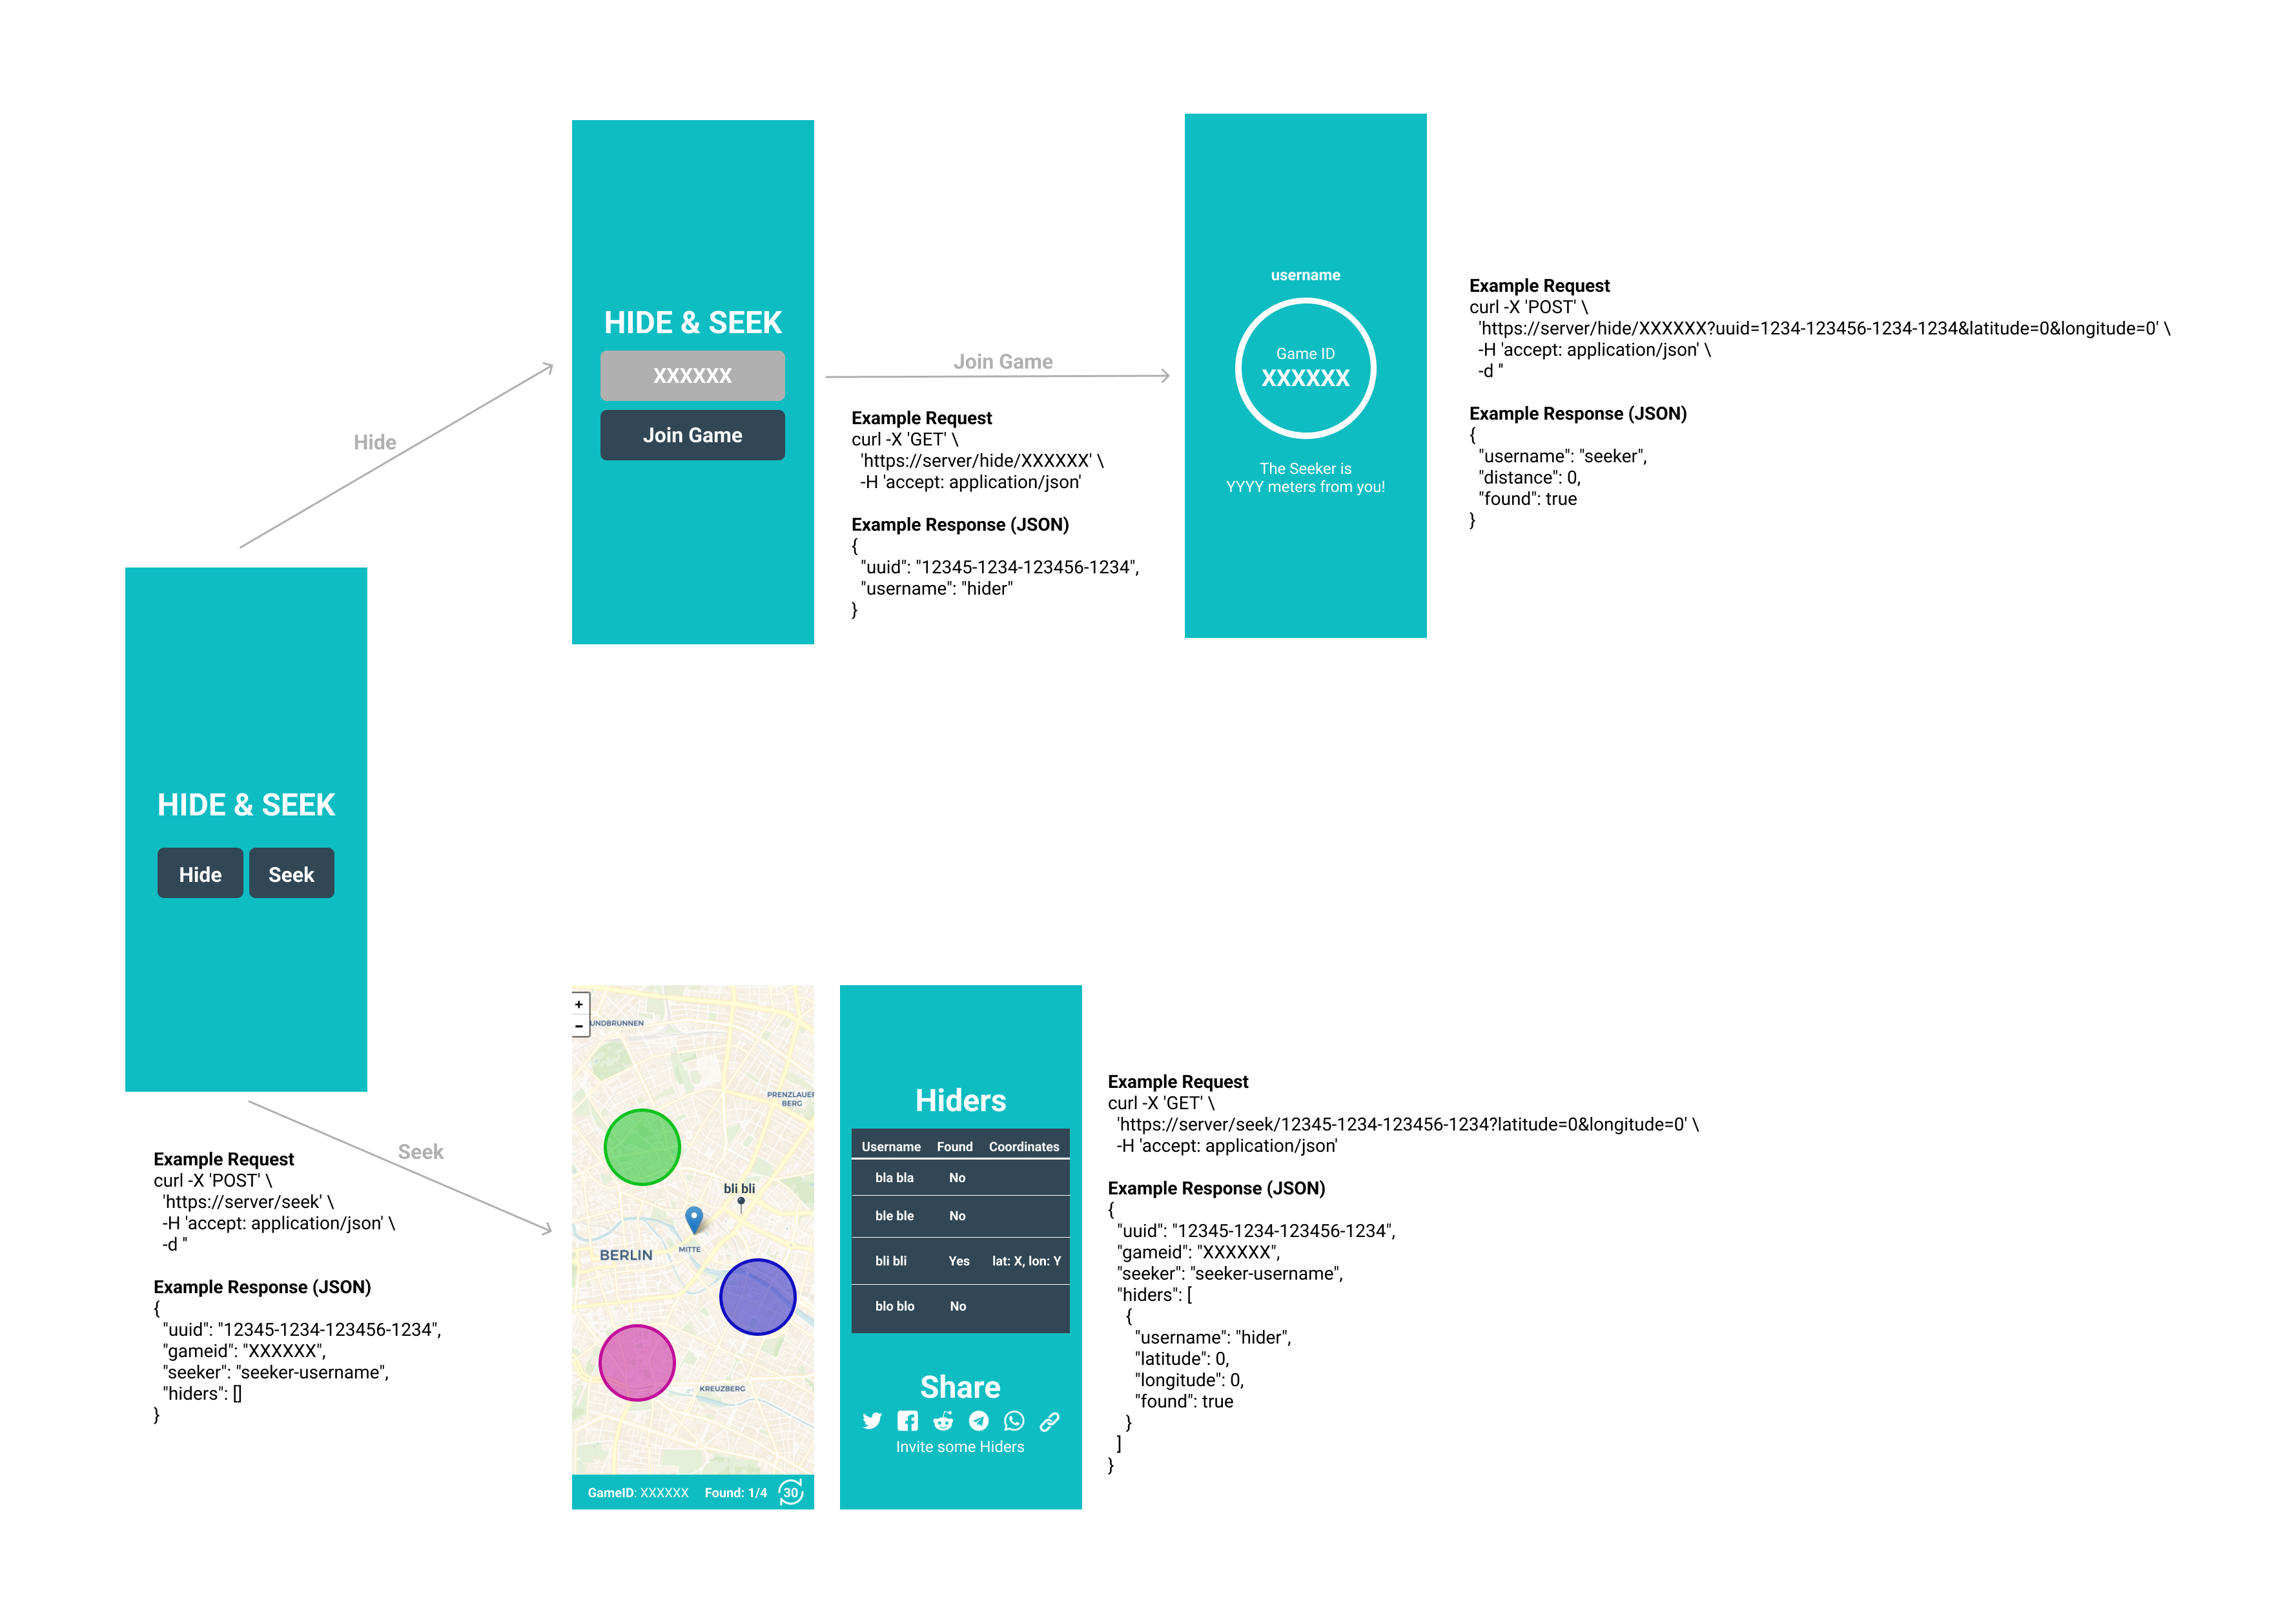 HIDE & SEEK
XXXXXX
Join Game
Hide
Join Game
Example Request
curl -X 'GET' \
'https://server/hide/XXXXXX' \
-H 'accept: application/json'
Example Response (JSON)
{
"uuid": "12345-1234-123456-1234",
"username": "hider"
}
username
Game ID
XXXXXX
The Seeker is
YYYY meters from you!
Example Request
curl -X 'POST' \
'https://server/hide/XXXXXX?uuid=1234-123456-1234-1234&latitude=0&longitude=0' \
-H 'accept: application/json' \
-d ''
Example Response (JSON)
{
"username": "seeker",
"distance": 0,
"found": true
}
HIDE & SEEK
Hide
Seek
Seek
Example Request
curl -X 'POST' \
'https://server/seek' \
-H 'accept: application/json' \
-d ''
Example Response (JSON)
{
"uuid": "12345-1234-123456-1234",
"gameid": "XXXXXX",
"seeker": "seeker-username",
"hiders": []
}
+
-
UNDBRUNNEN
PRENZLAUER
BERG
bli bli
MITTE
BERLIN
KREUZBERG
GameID: XXXXXX Found: 1/4 30
Hiders
Username Found Coordinates
bla bla No
ble ble No
bli bli Yes lat: X, lon: Y
blo blo No
Share
Invite some Hiders
Example Request
curl -X 'GET' \
'https://server/seek/12345-1234-123456-1234?latitude=0&longitude=0' \
-H 'accept: application/json'
Example Response (JSON)
{
"uuid": "12345-1234-123456-1234",
"gameid": "XXXXXX",
"seeker": "seeker-username",
"hiders": [
{
"username": "hider",
"latitude": 0,
"longitude": 0,
"found": true
}
]
}